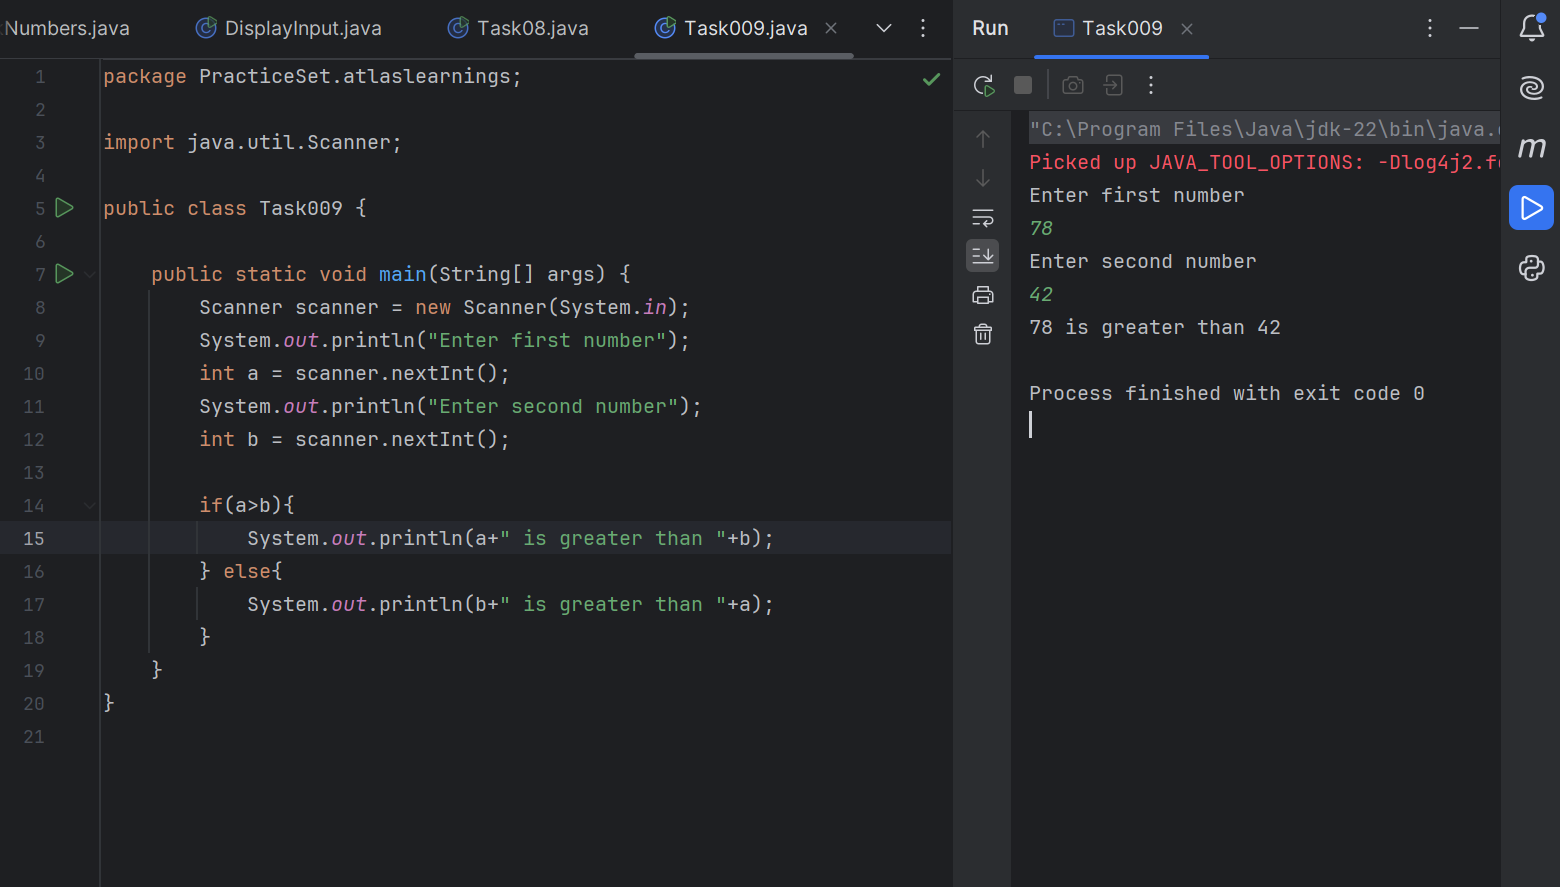 Numbers.java DisplayInput.java Task08.java Task009.java
Run Task009
1 package PracticeSet.atlaslearnings;
2
3 import java.util.Scanner;
4
5 public class Task009 {
6
7 public static void main(String[] args) {
8 Scanner scanner = new Scanner(System.in);
9 System.out.println("Enter first number");
10 int a = scanner.nextInt();
11 System.out.println("Enter second number");
12 int b = scanner.nextInt();
13
14 if(a>b){
15 System.out.println(a+" is greater than "+b);
16 } else{
17 System.out.println(b+" is greater than "+a);
18 }
19 }
20 }
21
"C:\Program Files\Java\jdk-22\bin\java.
Picked up JAVA_TOOL_OPTIONS: -Dlog4j2.f
Enter first number
78
Enter second number
42
78 is greater than 42
Process finished with exit code 0
m